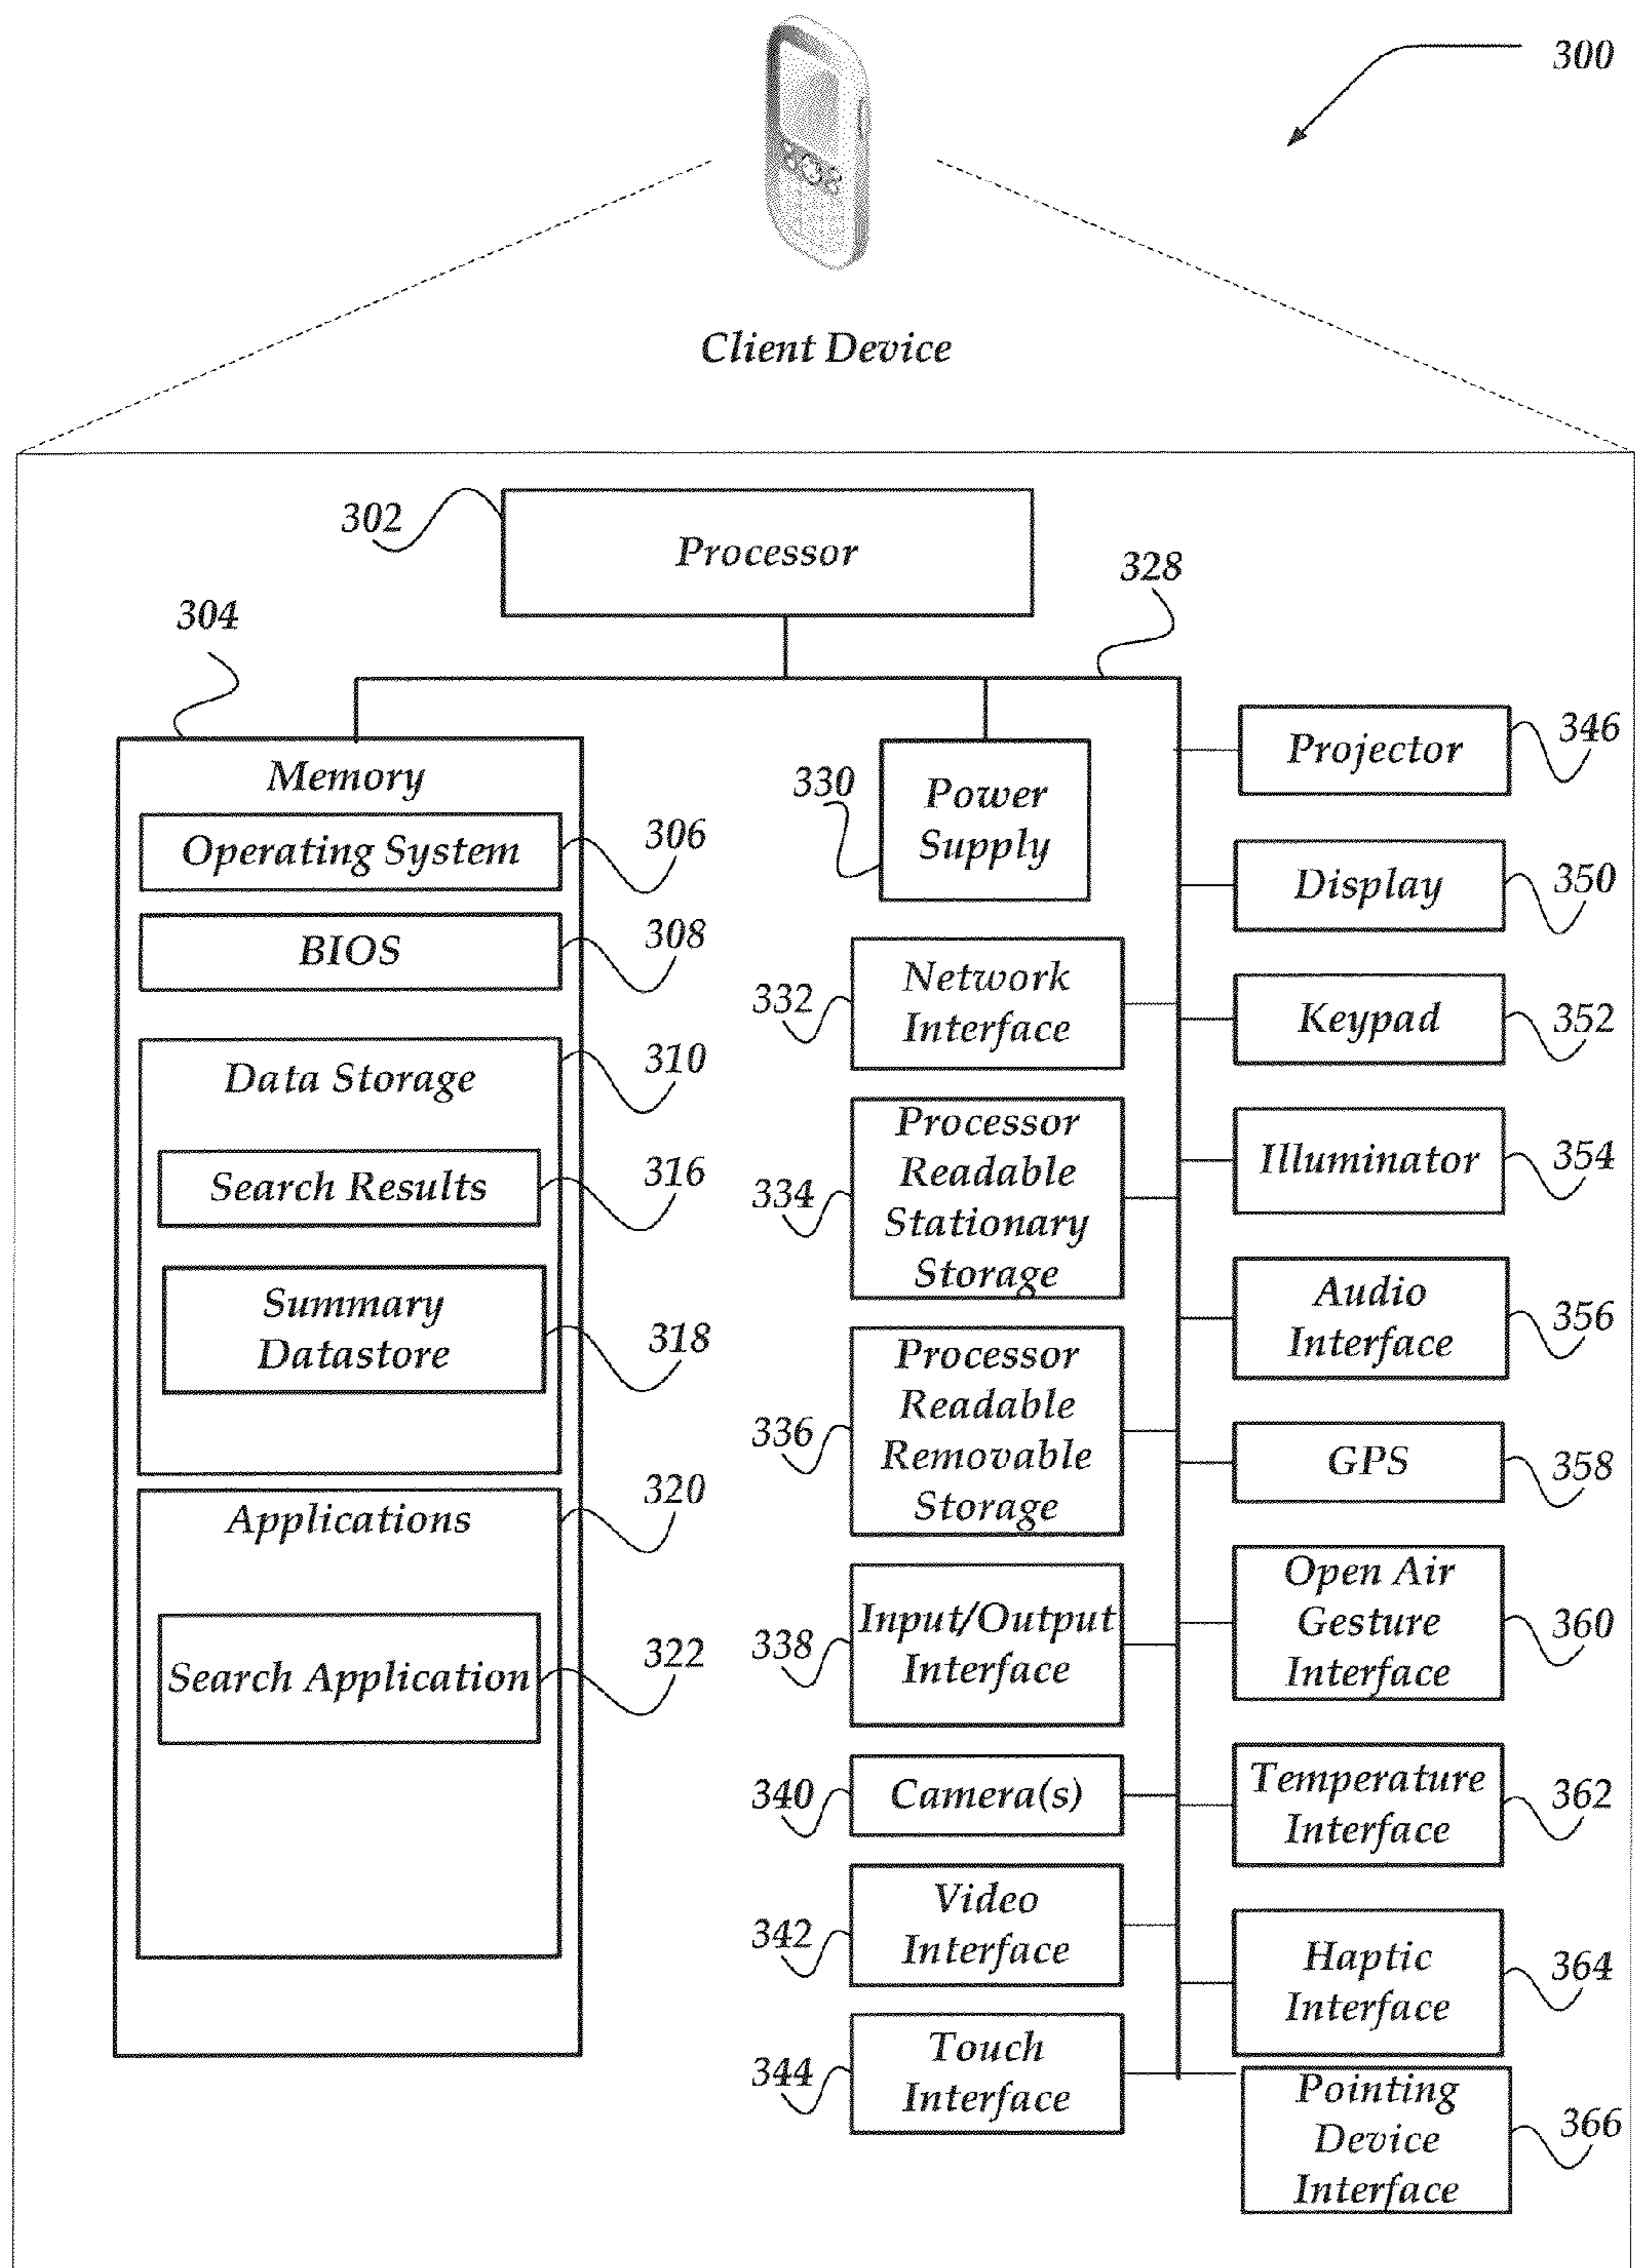 300
Client Device
302
Processor
328
304
Memory
Operating System
306
BIOS
308
Data Storage
310
Search Results
316
Summary
Datastore
318
Applications
320
Search Application
322
330
Power
Supply
332
Network
Interface
334
Processor
Readable
Stationary
Storage
336
Processor
Readable
Removable
Storage
338
Input/Output
Interface
340
Camera(s)
342
Video
Interface
344
Touch
Interface
Projector
346
Display
350
Keypad
352
Illuminator
354
Audio
Interface
356
GPS
358
Open Air
Gesture
Interface
360
Temperature
Interface
362
Haptic
Interface
364
Pointing
Device
Interface
366